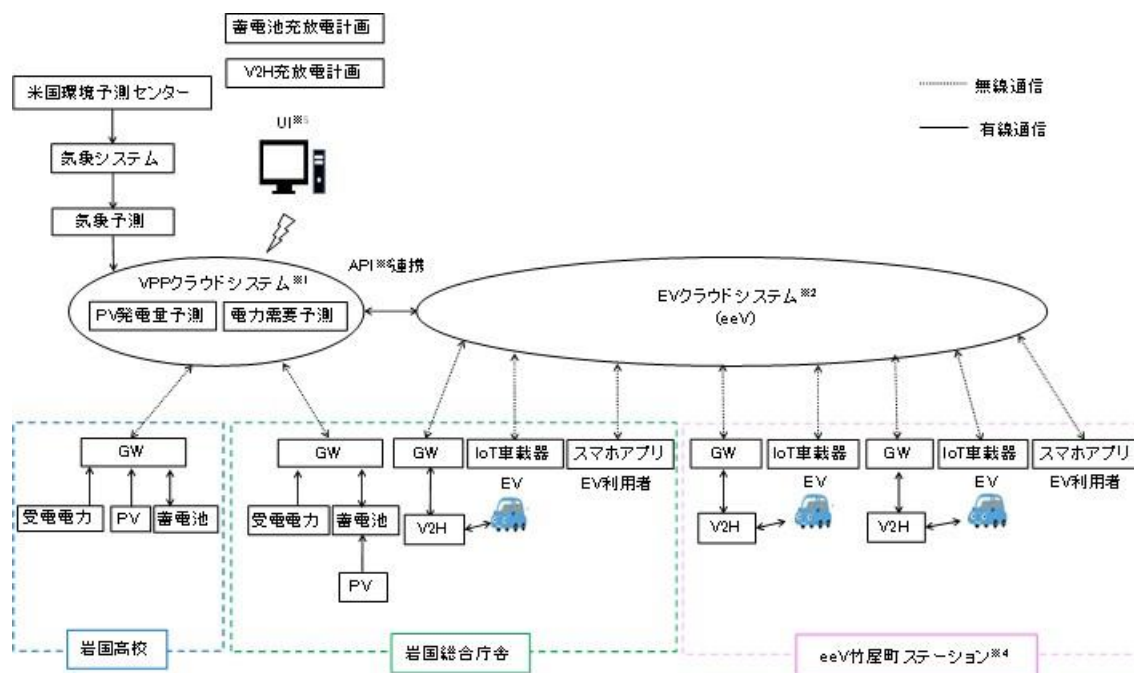 蓄電池充放電計画
V2H充放電計画
米国環境予測センター
無線通信
UI※5
有線通信
気象システム
気象予測
API※6連携
VPPクラウドシステム※1
PV発電量予測
電力需要予測
EVクラウドシステム※2
(eeV)
GW
GW
GW
IoT車載器
スマホアプリ
GW
IoT車載器
GW
IoT車載器
スマホアプリ
EV
EV利用者
EV
EV
EV利用者
受電電力
PV
蓄電池
受電電力
蓄電池
V2H
V2H
V2H
PV
岩国高校
岩国総合庁舎
eeV竹屋町ステーション※4